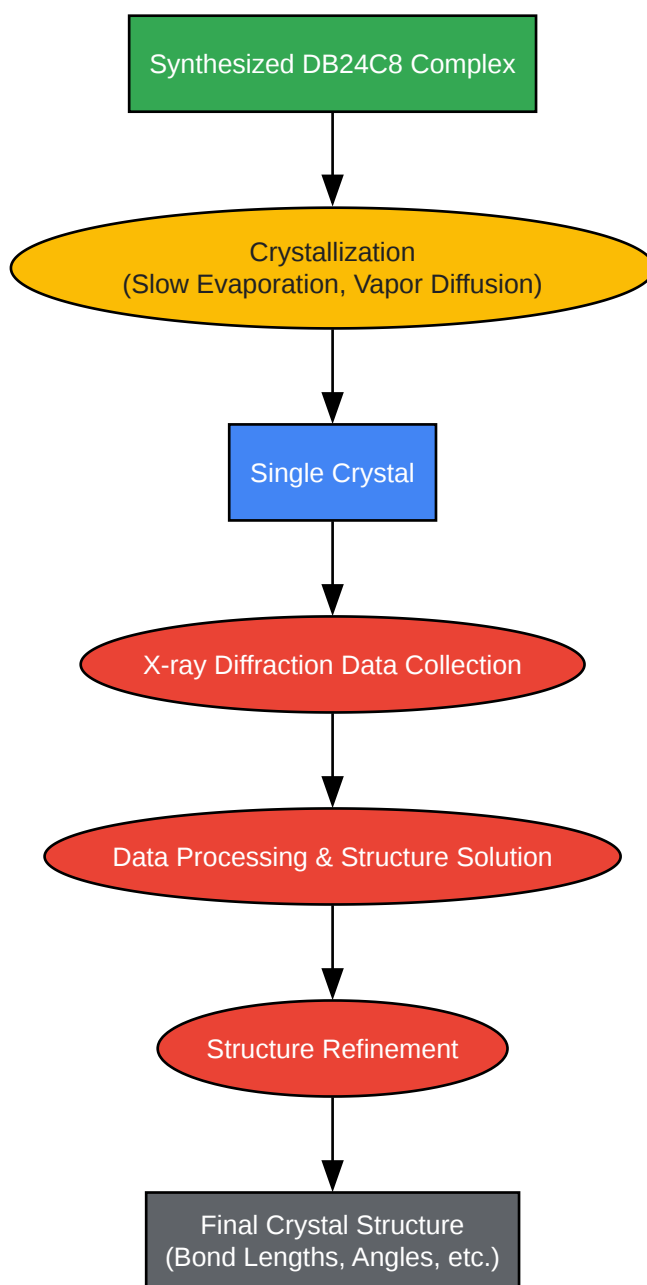 Synthesized DB24C8 Complex
Crystallization
(Slow Evaporation, Vapor Diffusion)
Single Crystal
X-ray Diffraction Data Collection
Data Processing & Structure Solution
Structure Refinement
Final Crystal Structure
(Bond Lengths, Angles, etc.)